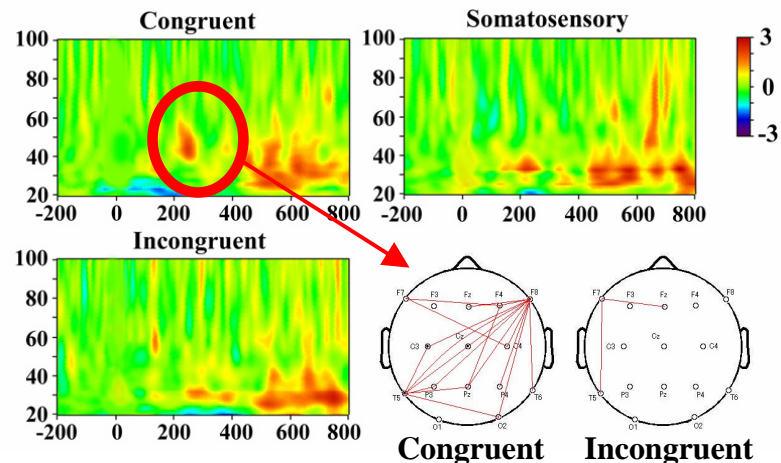 Congruent
100
80
60
40
20
-200 0 200 400 600 800
Somatosensory
100
80
60
40
20
-200 0 200 400 600 800
3
0
-3
Incongruent
100
80
60
40
20
-200 0 200 400 600 800
F7 F3 Fz F4 F8
C3 Cz C4
T5 P3 Pz P4 T6
O1 O2
Congruent
F7 F3 Fz F4 F8
C3 Cz C4
T5 P3 Pz P4 T6
O1 O2
Incongruent